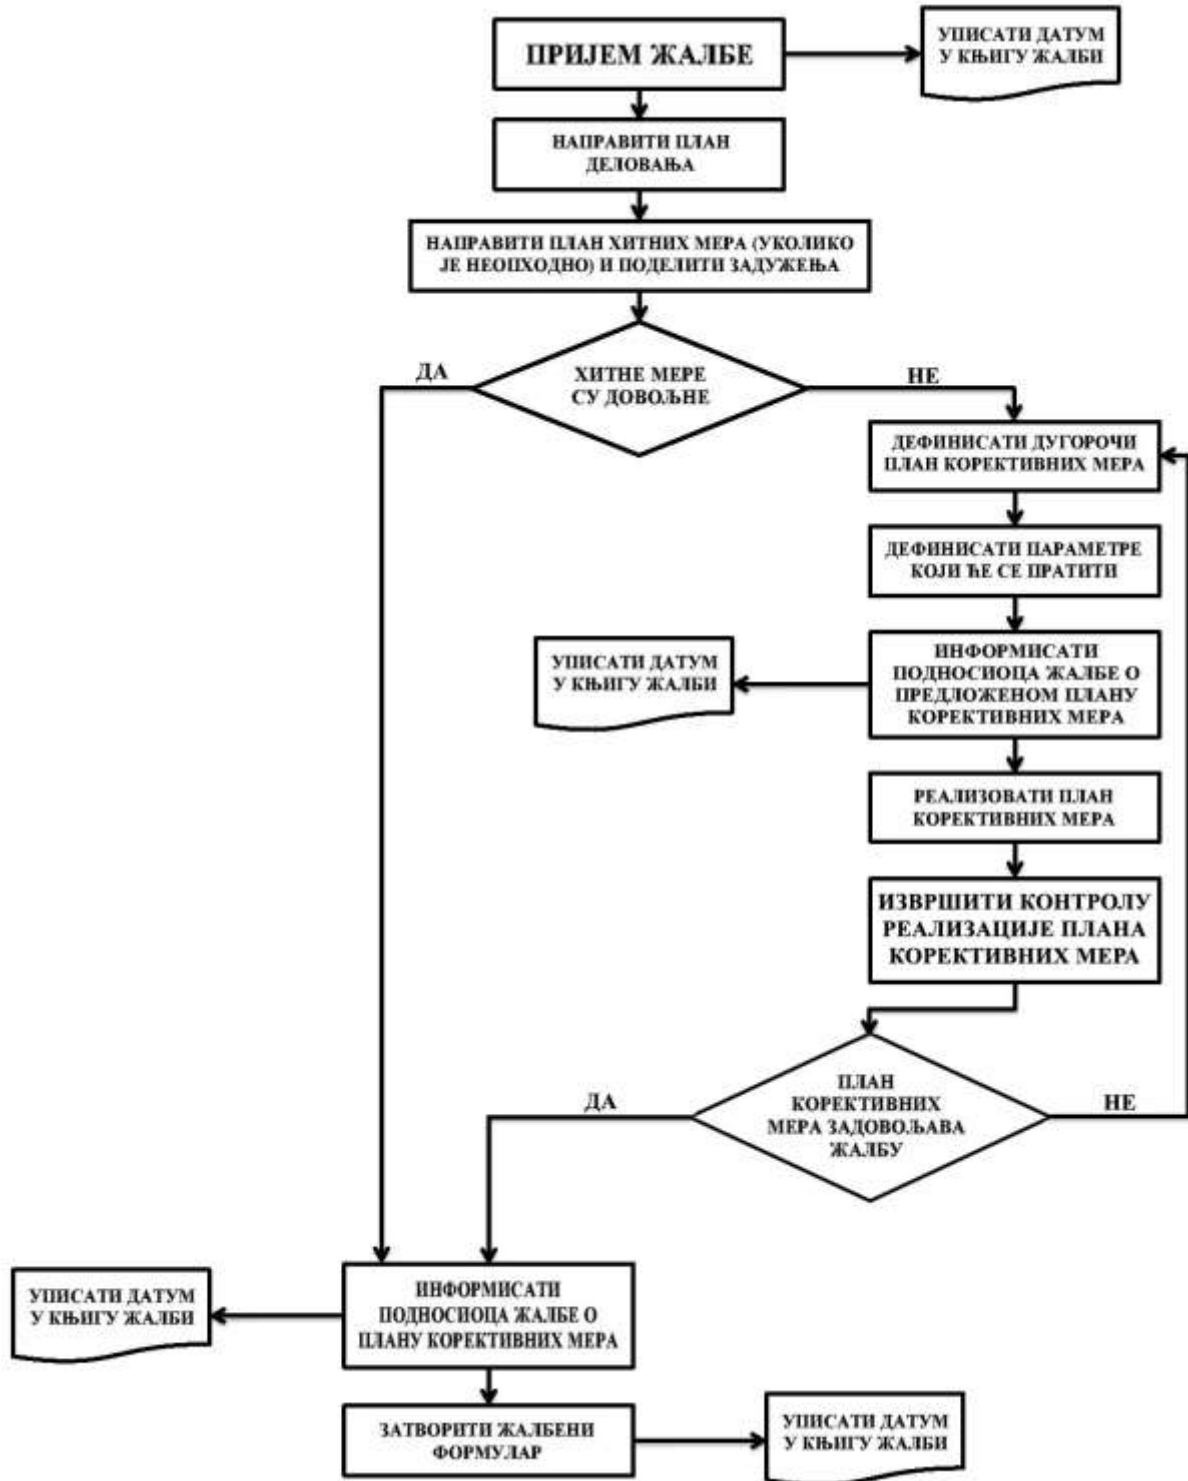 ПРИЈЕМ ЖАЛБЕ
УПИСАТИ ДАТУМ
У КЊИГУ ЖАЛБИ
НАПРАВИТИ ПЛАН
ДЕЛОВАЊА
НАПРАВИТИ ПЛАН ХИТНИХ МЕРА (УКОЛИКО
ЈЕ НЕОПХОДНО) И ПОДЕЛИТИ ЗАДУЖЕЊА
ДА
ХИТНЕ МЕРЕ
СУ ДОВОЉНЕ
НЕ
ДЕФИНИСАТИ ДУГОРОЧИ
ПЛАН КОРЕКТИВНИХ МЕРА
ДЕФИНИСАТИ ПАРАМЕТРЕ
КОЈИ ЋЕ СЕ ПРАТИТИ
ИНФОРМИСАТИ
ПОДНОСИОЦА ЖАЛБЕ О
ПРЕДЛОЖЕНОМ ПЛАНУ
КОРЕКТИВНИХ МЕРА
УПИСАТИ ДАТУМ
У КЊИГУ ЖАЛБИ
РЕАЛИЗОВАТИ ПЛАН
КОРЕКТИВНИХ МЕРА
ИЗВРШИТИ КОНТРОЛУ
РЕАЛИЗАЦИЈЕ ПЛАНА
КОРЕКТИВНИХ МЕРА
ДА
ПЛАН
КОРЕКТИВНИХ
МЕРА ЗАДОВОЉАВА
ЖАЛБУ
НЕ
ИНФОРМИСАТИ
ПОДНОСИОЦА ЖАЛБЕ О
ПЛАНУ КОРЕКТИВНИХ МЕРА
УПИСАТИ ДАТУМ
У КЊИГУ ЖАЛБИ
ЗАТВОРИТИ ЖАЛБЕНИ
ФОРМУЛАР
УПИСАТИ ДАТУМ
У КЊИГУ ЖАЛБИ